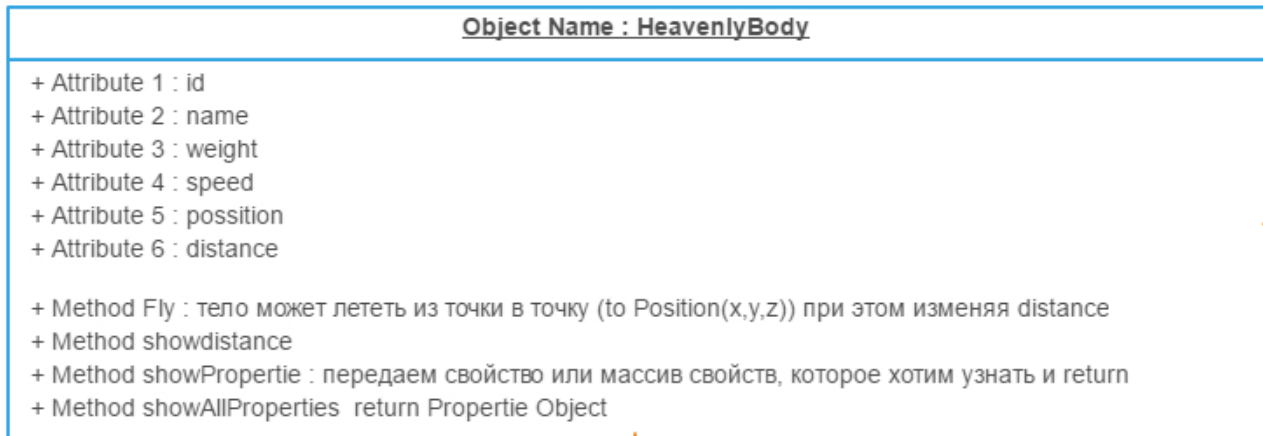 Object Name : HeavenlyBody
+ Attribute 1 : id
+ Attribute 2 : name
+ Attribute 3 : weight
+ Attribute 4 : speed
+ Attribute 5 : possition
+ Attribute 6 : distance
+ Method Fly : тело может лететь из точки в точку (to Position(x,y,z)) при этом изменяя distance
+ Method showdistance
+ Method showPropertie : передаем свойство или массив свойств, которое хотим узнать и return
+ Method showAllProperties return Propertie Object